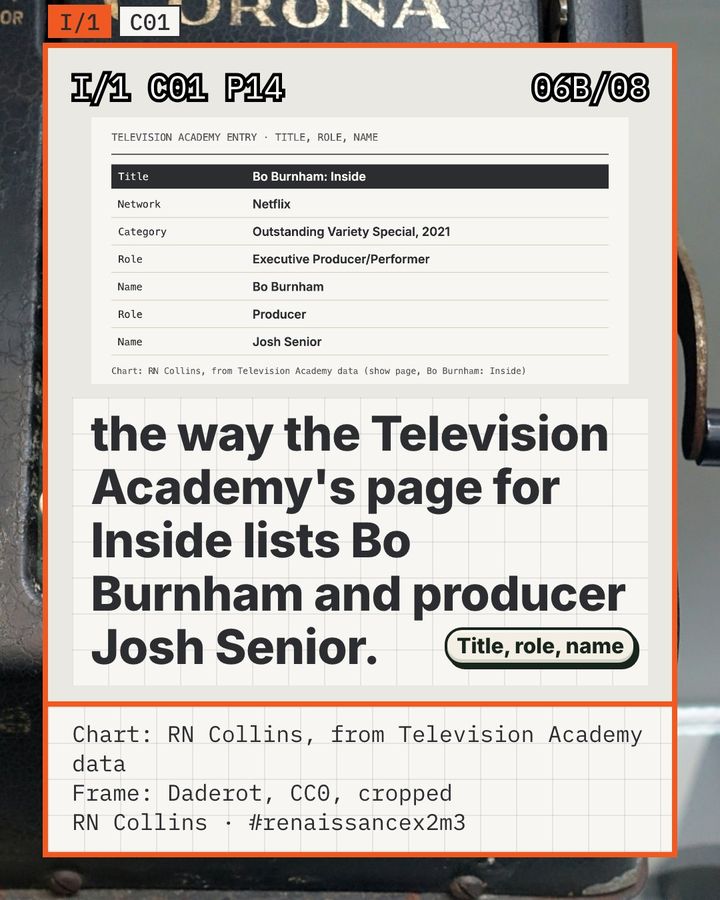 CORONA
I/1 C01
I/1 C01 P14 06B/08
TELEVISION ACADEMY ENTRY · TITLE, ROLE, NAME
Title Bo Burnham: Inside
Network Netflix
Category Outstanding Variety Special, 2021
Role Executive Producer/Performer
Name Bo Burnham
Role Producer
Name Josh Senior
Chart: RN Collins, from Television Academy data (show page, Bo Burnham: Inside)
the way the Television
Academy's page for
Inside lists Bo
Burnham and producer
Josh Senior.
Title, role, name
Chart: RN Collins, from Television Academy
data
Frame: Daderot, CC0, cropped
RN Collins · #renaissancex2m3